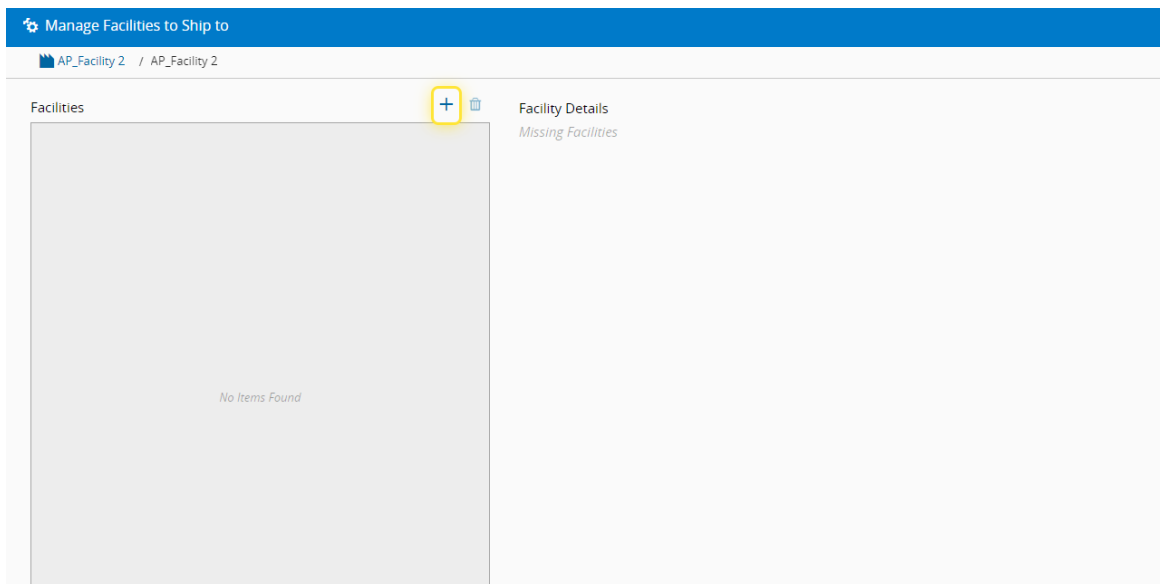 Manage Facilities to Ship to
AP_Facility 2 / AP_Facility 2
Facilities
Facility Details
Missing Facilities
No Items Found